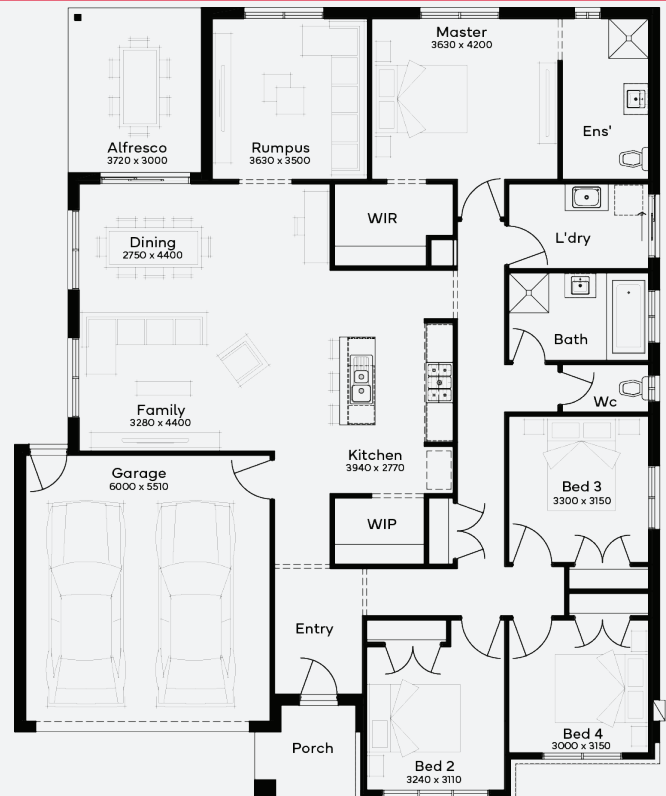 Master
3630 x 4200
Ens'
Alfresco
3720 x 3000
Rumpus
3630 x 3500
WIR
L'dry
Dining
2750 x 4400
Bath
Wc
Family
3280 x 4400
Kitchen
3940 x 2770
Garage
6000 x 5510
Bed 3
3300 x 3150
WIP
Entry
Porch
Bed 4
3000 x 3150
Bed 2
3240 x 3110